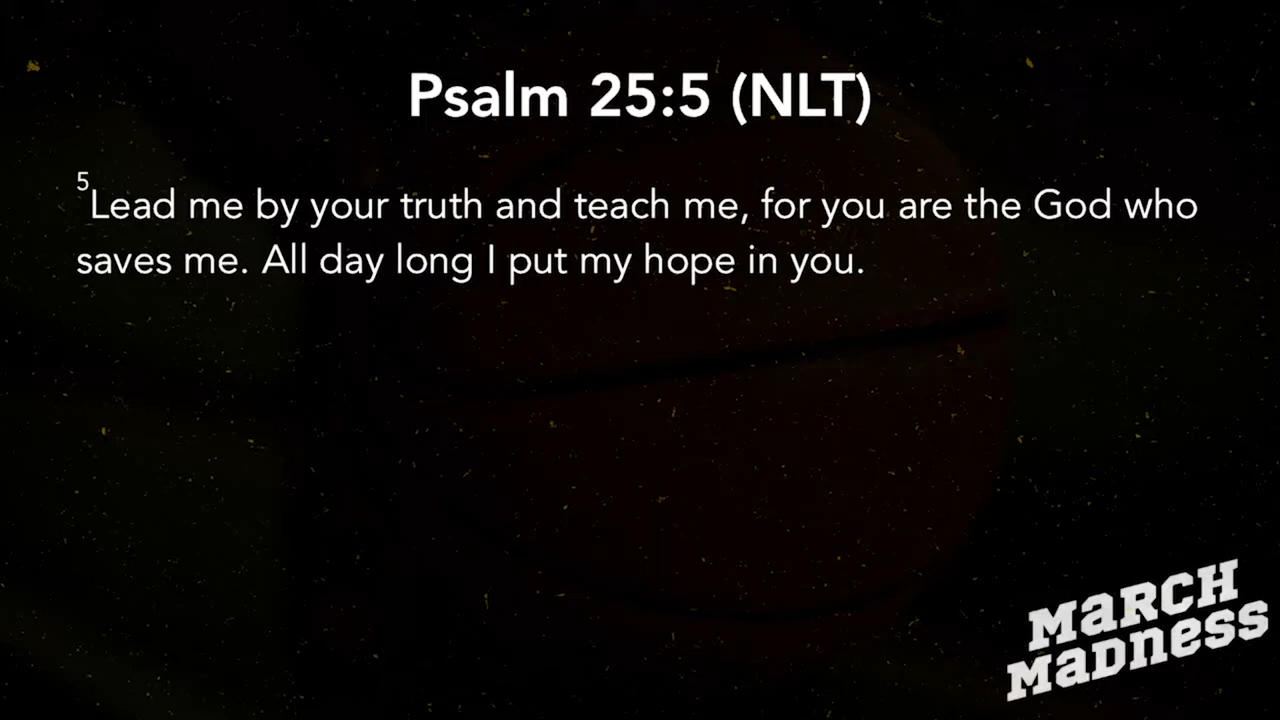 Psalm 25:5 (NLT)
5Lead me by your truth and teach me, for you are the God who
saves me. All day long I put my hope in you.
MaRCH
MaDness